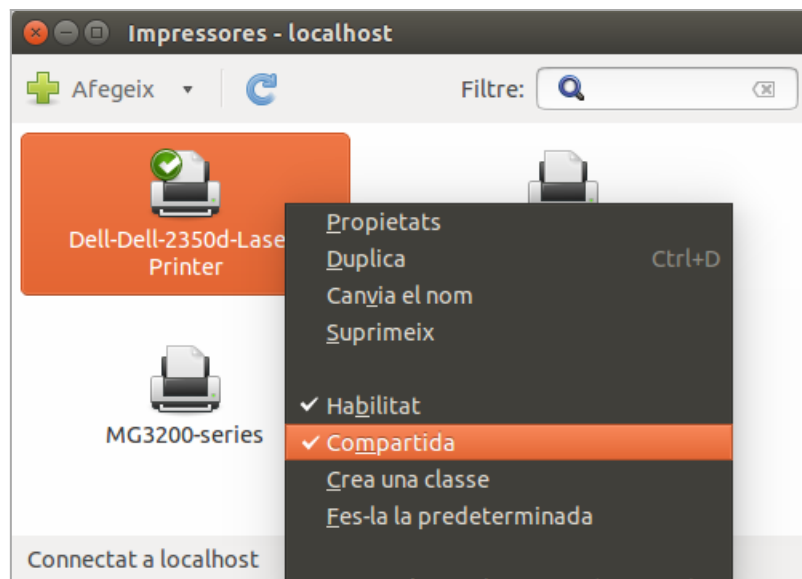 Impressores - localhost
Afegeix
Filtre:
Dell-Dell-2350d-Lase
Printer
MG3200-series
Propietats
Duplica Ctrl+D
Canvia el nom
Suprimeix
Habilitat
Compartida
Crea una classe
Fes-la la predeterminada
Connectat a localhost